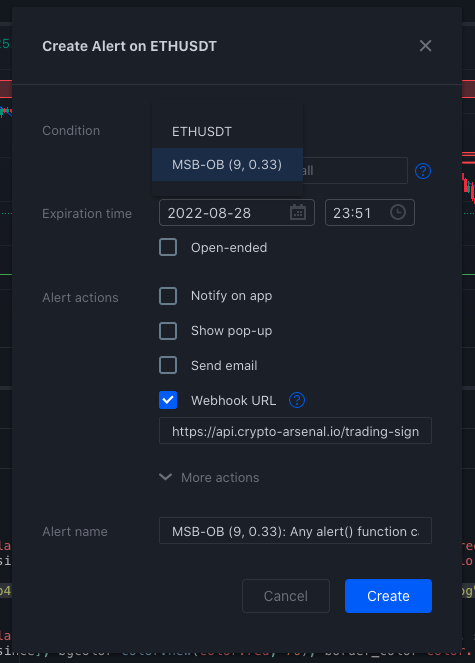 25
Create Alert on ETHUSDT
Condition
ETHUSDT
MSB-OB (9, 0.33)
all
Expiration time
2022-08-28
23:51
Open-ended
Alert actions
Notify on app
Show pop-up
Send email
Webhook URL
https://api.crypto-arsenal.io/trading-sign
More actions
Alert name
MSB-OB (9, 0.33): Any alert() function c
Cancel
Create